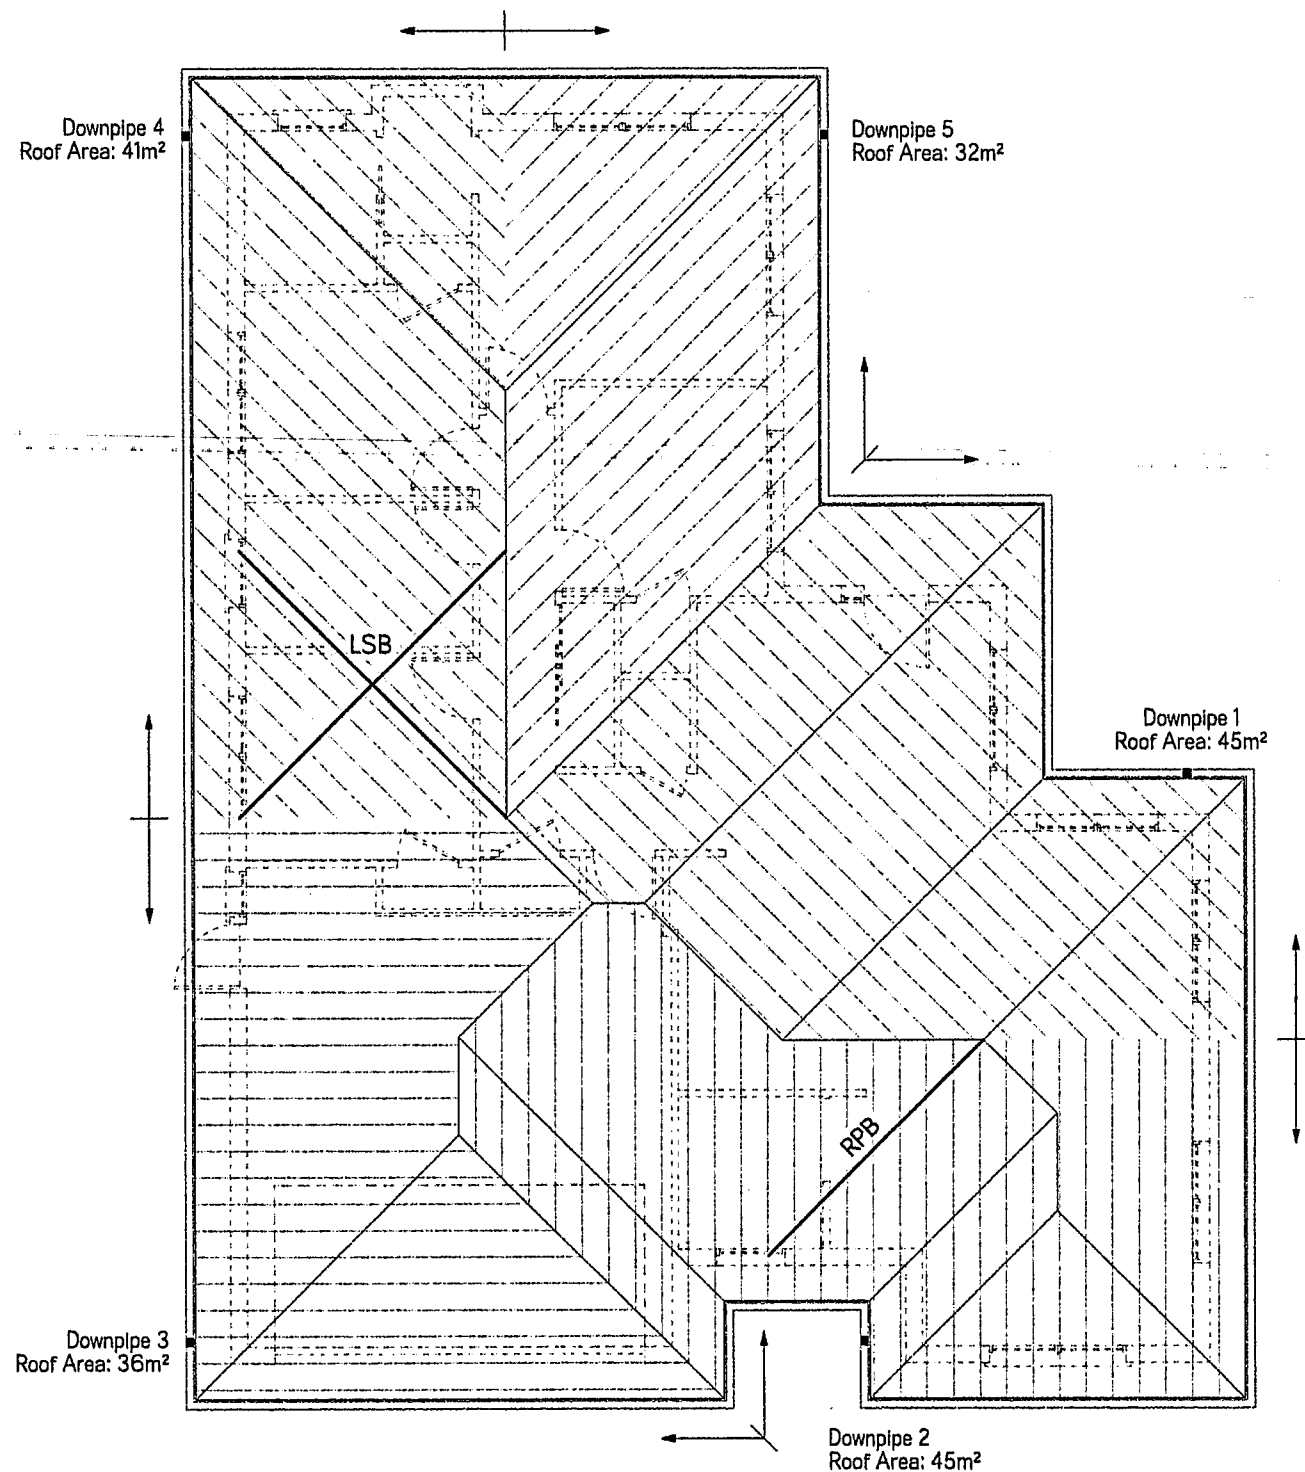 Downpipe 4
Roof Area: 41m²
Downpipe 5
Roof Area: 32m²
LSB
Downpipe 1
Roof Area: 45m²
RPB
Downpipe 3
Roof Area: 36m²
Downpipe 2
Roof Area: 45m²